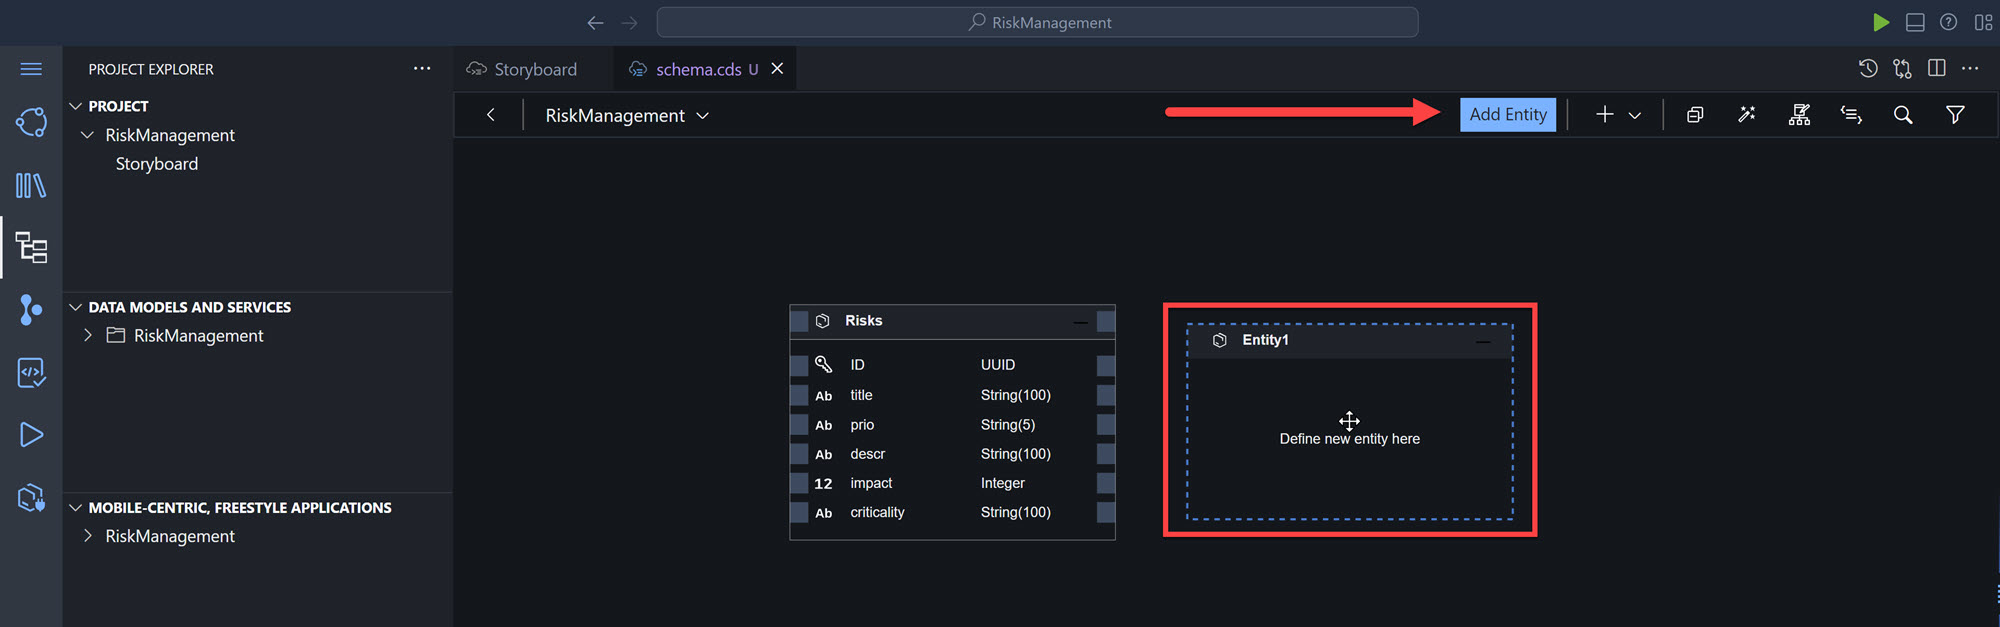 RiskManagement
PROJECT EXPLORER
PROJECT
RiskManagement
Storyboard
DATA MODELS AND SERVICES
RiskManagement
MOBILE-CENTRIC, FREESTYLE APPLICATIONS
RiskManagement
Storyboard
schema.cds U
RiskManagement
Add Entity
Risks
ID UUID
Ab title String(100)
Ab prio String(5)
Ab descr String(100)
12 impact Integer
Ab criticality String(100)
Entity1
Define new entity here